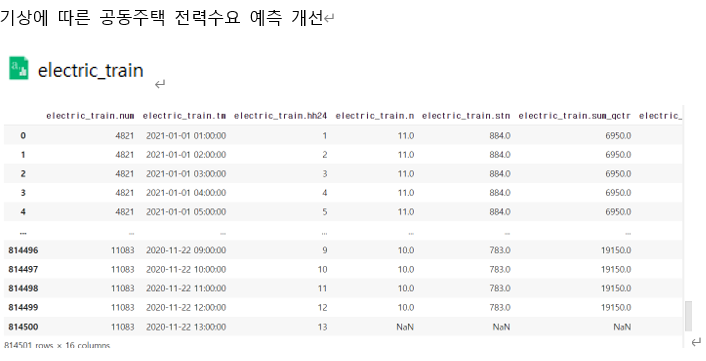 기상에 따른 공동주택 전력수요 예측 개선
electric_train
electric_train.num electric_train.tm electric_train.hh24 electric_train.n electric_train.stn electric_train.sum_qctr electric_
0 4821 2021-01-01 01:00:00 1 11.0 884.0 6950.0
1 4821 2021-01-01 02:00:00 2 11.0 884.0 6950.0
2 4821 2021-01-01 03:00:00 3 11.0 884.0 6950.0
3 4821 2021-01-01 04:00:00 4 11.0 884.0 6950.0
4 4821 2021-01-01 05:00:00 5 11.0 884.0 6950.0
... ... ... ... ... ... ...
814496 11083 2020-11-22 09:00:00 9 10.0 783.0 19150.0
814497 11083 2020-11-22 10:00:00 10 10.0 783.0 19150.0
814498 11083 2020-11-22 11:00:00 11 10.0 783.0 19150.0
814499 11083 2020-11-22 12:00:00 12 10.0 783.0 19150.0
814500 11083 2020-11-22 13:00:00 13 NaN NaN NaN
814501 rows × 16 columns